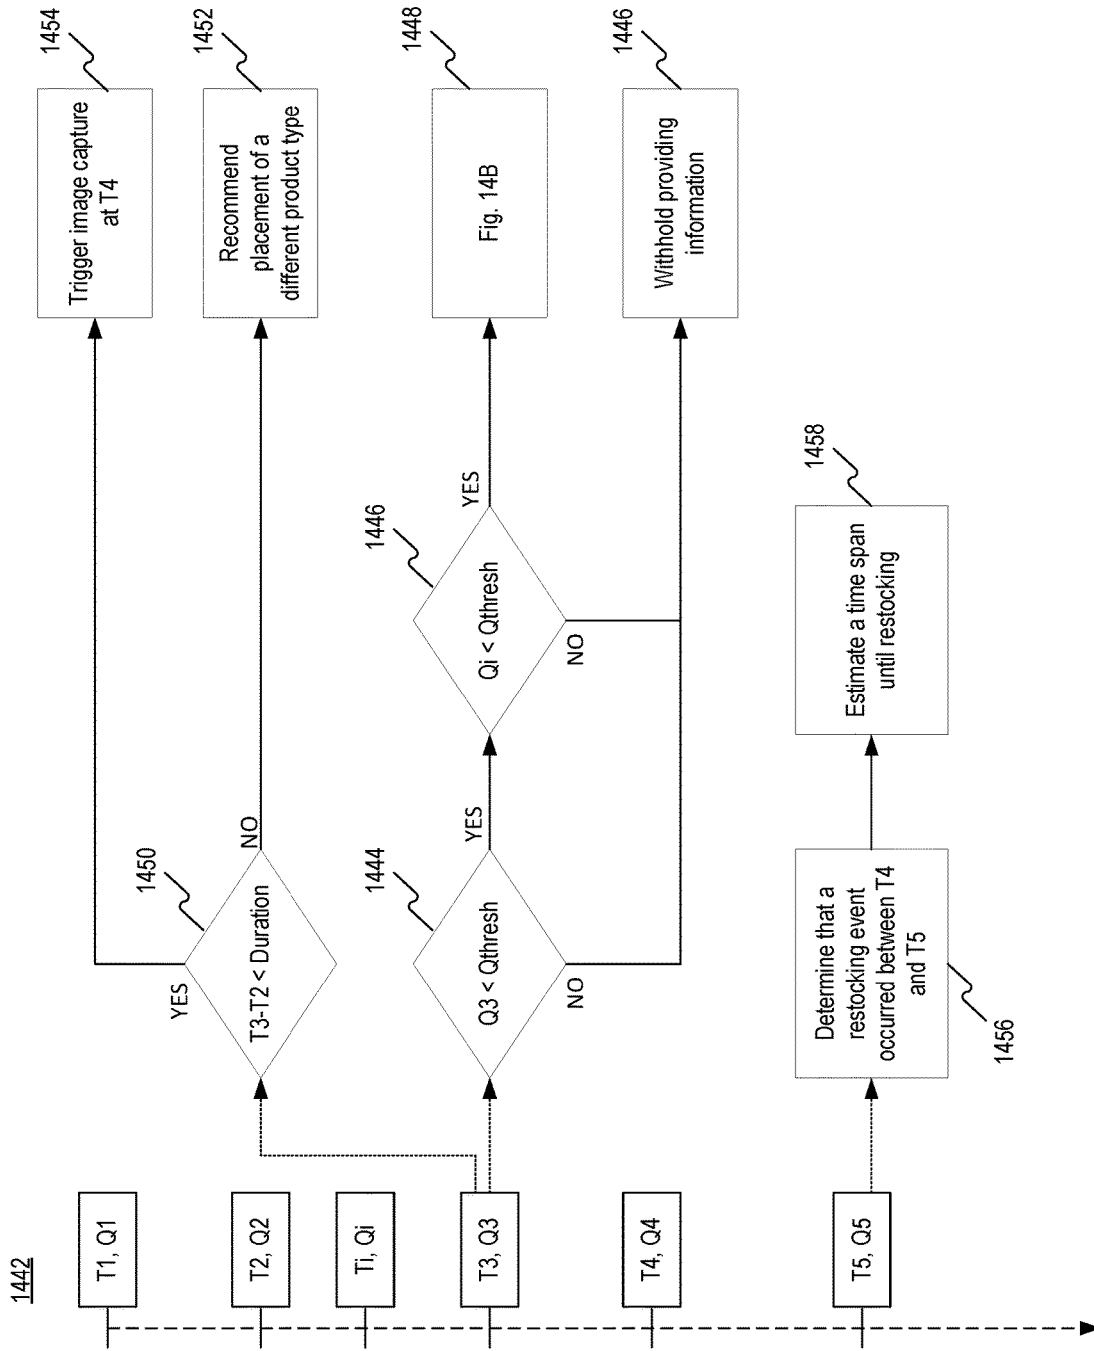 1442
T1, Q1
T2, Q2
Ti, Qi
T3, Q3
T4, Q4
T5, Q5
1450
T3-T2 < Duration
YES
NO
1454
Trigger image capture
at T4
1452
Recommend
placement of a
different product type
1444
Q3 < Qthresh
YES
NO
1446
Qi < Qthresh
YES
NO
1448
Fig. 14B
1446
Withhold providing
information
Determine that a
restocking event
occurred between T4
and T5
1456
1458
Estimate a time span
until restocking